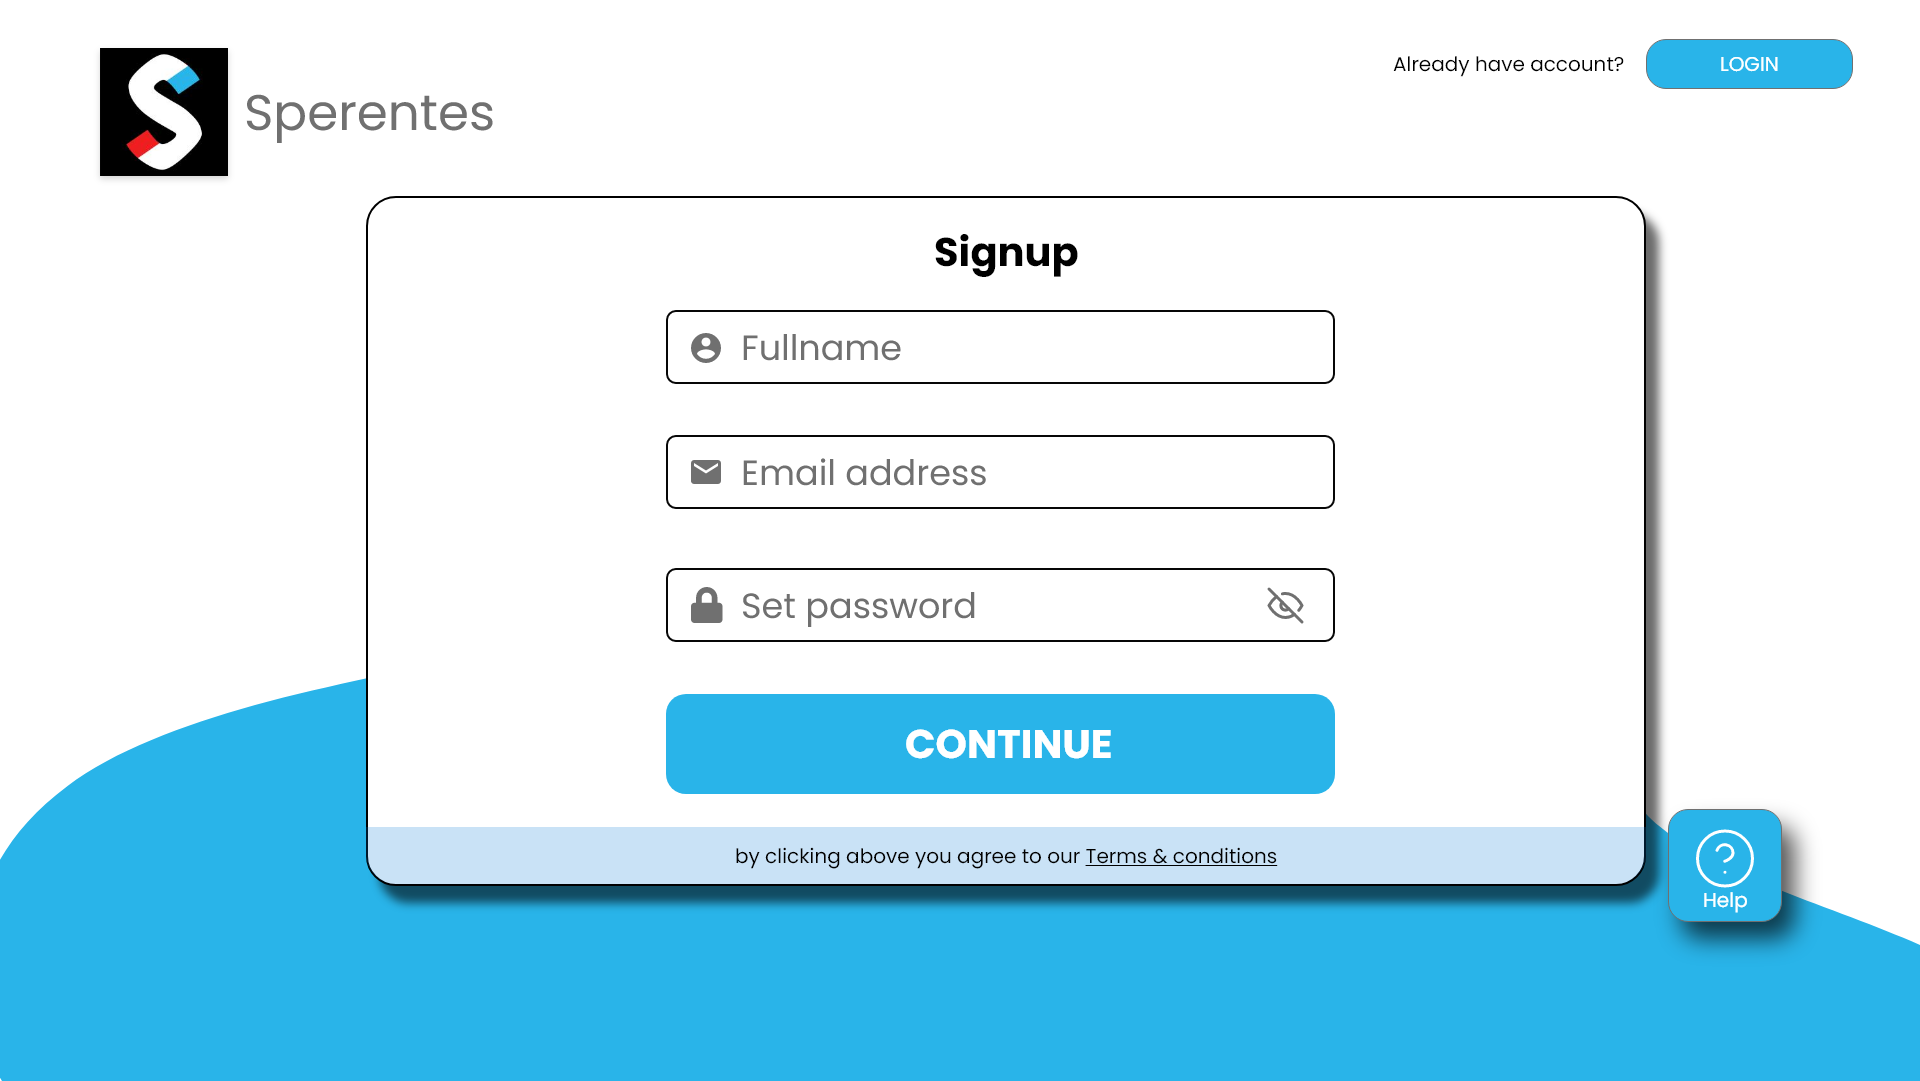 Sperentes
Already have account?
LOGIN
Signup
Fullname
Email address
Set password
CONTINUE
by clicking above you agree to our Terms & conditions
Help